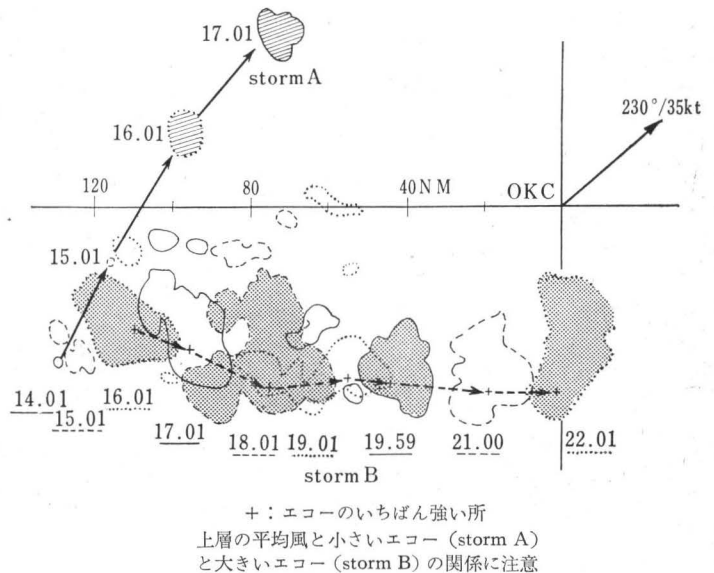 17.01
storm A
230°/35kt
16.01
120
80
40 NM
OKC
15.01
14.01
15.01
16.01
17.01
18.01
19.01
19.59
21.00
22.01
storm B
+：エコーのいちばん強い所
上層の平均風と小さいエコー (storm A)
と大きいエコー (storm B) の関係に注意